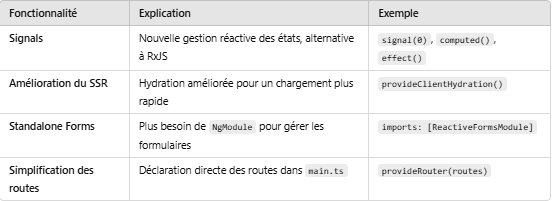 Fonctionnalité Explication Exemple
Signals Nouvelle gestion réactive des états, alternative signal(0), computed(),
à RxJS effect()
Amélioration du SSR Hydration améliorée pour un chargement plus provideClientHydration()
rapide
Standalone Forms Plus besoin de NgModule pour gérer les imports: [ReactiveFormsModule]
formulaires
Simplification des Déclaration directe des routes dans main.ts provideRouter(routes)
routes